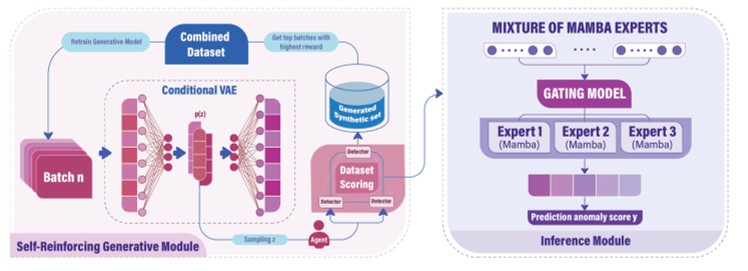 Retrain Generative Model
Combined
Dataset
Get top batches with
highest reward
Conditional VAE
p(z)
Generated
Synthetic set
Batch n
Detector
Dataset
Scoring
Detector
Detector
Sampling z
Agent
Self-Reinforcing Generative Module
MIXTURE OF MAMBA EXPERTS
GATING MODEL
Expert 1
(Mamba)
Expert 2
(Mamba)
Expert 3
(Mamba)
Prediction anomaly score y
Inference Module